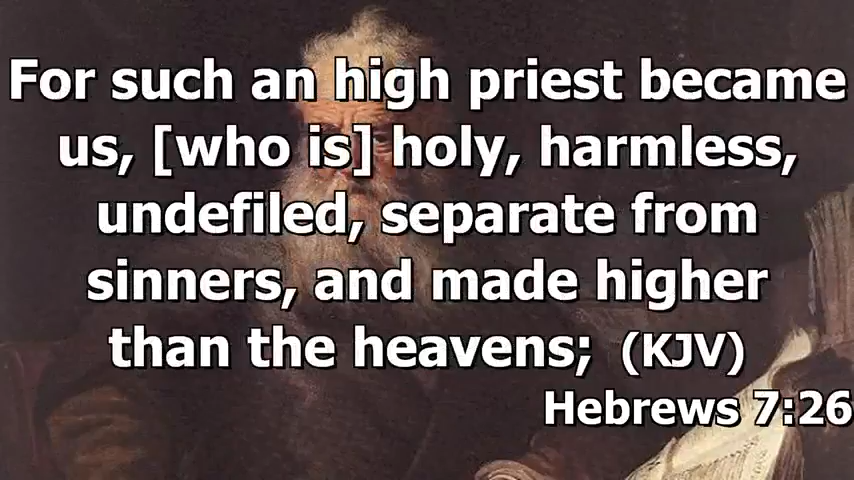 For such an high priest became
us, [who is] holy, harmless,
undefiled, separate from
sinners, and made higher
than the heavens; (KJV)
Hebrews 7:26